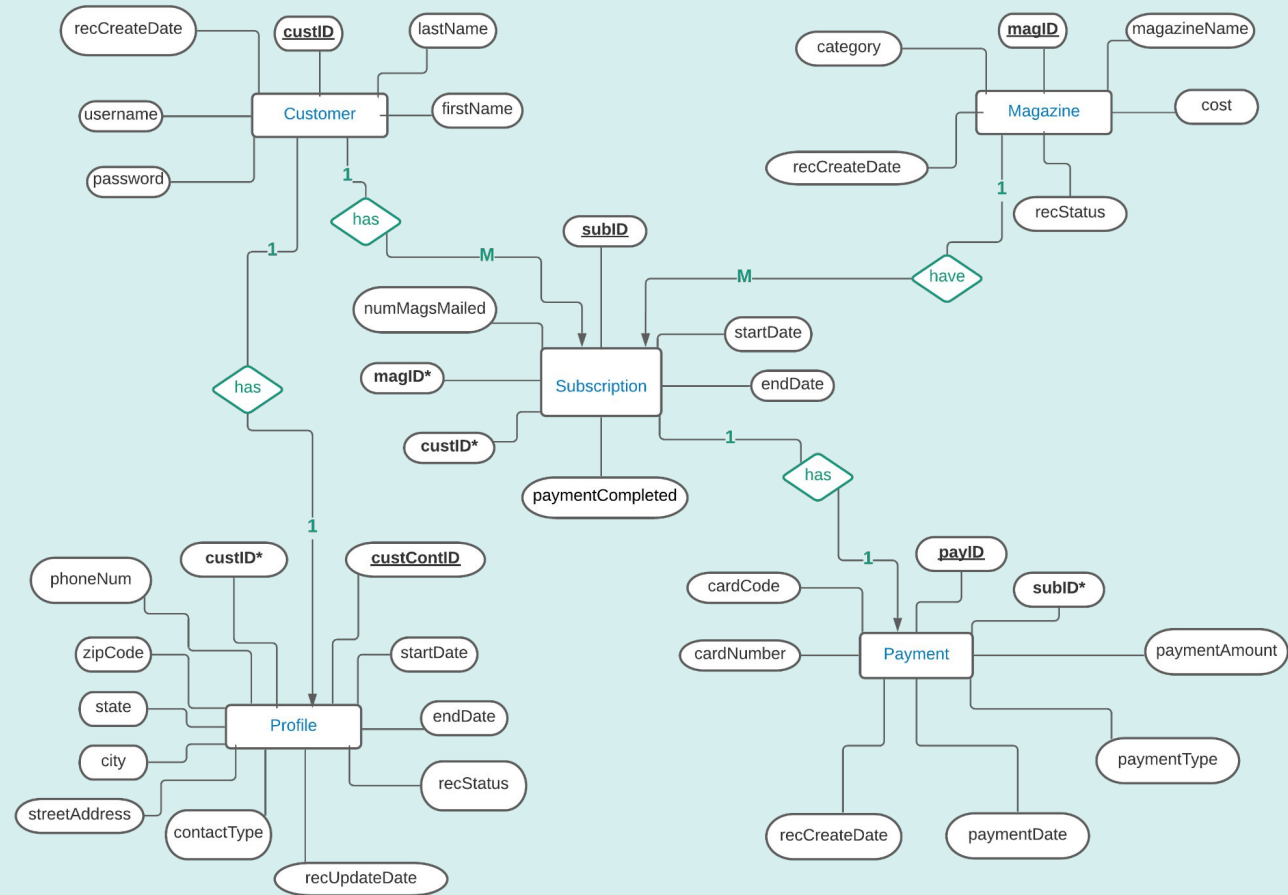 recCreateDate
custID
lastName
username
Customer
firstName
password
1
1
has
M
1
has
category
magID
magazineName
Magazine
cost
recCreateDate
recStatus
1
have
M
subID
numMagsMailed
startDate
magID*
Subscription
endDate
custID*
paymentCompleted
1
has
1
phoneNum
custID*
custContID
zipCode
startDate
state
Profile
endDate
city
recStatus
streetAddress
contactType
recUpdateDate
cardCode
payID
subID*
cardNumber
Payment
paymentAmount
paymentType
recCreateDate
paymentDate